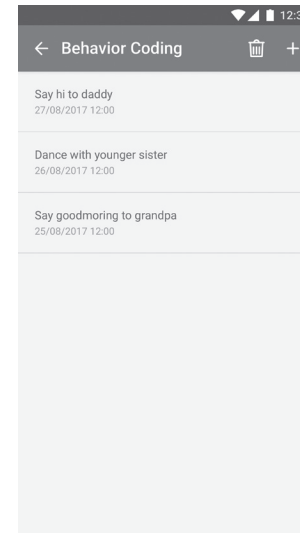 12:3
Behavior Coding
Say hi to daddy
27/08/2017 12:00
Dance with younger sister
26/08/2017 12:00
Say goodmoring to grandpa
25/08/2017 12:00